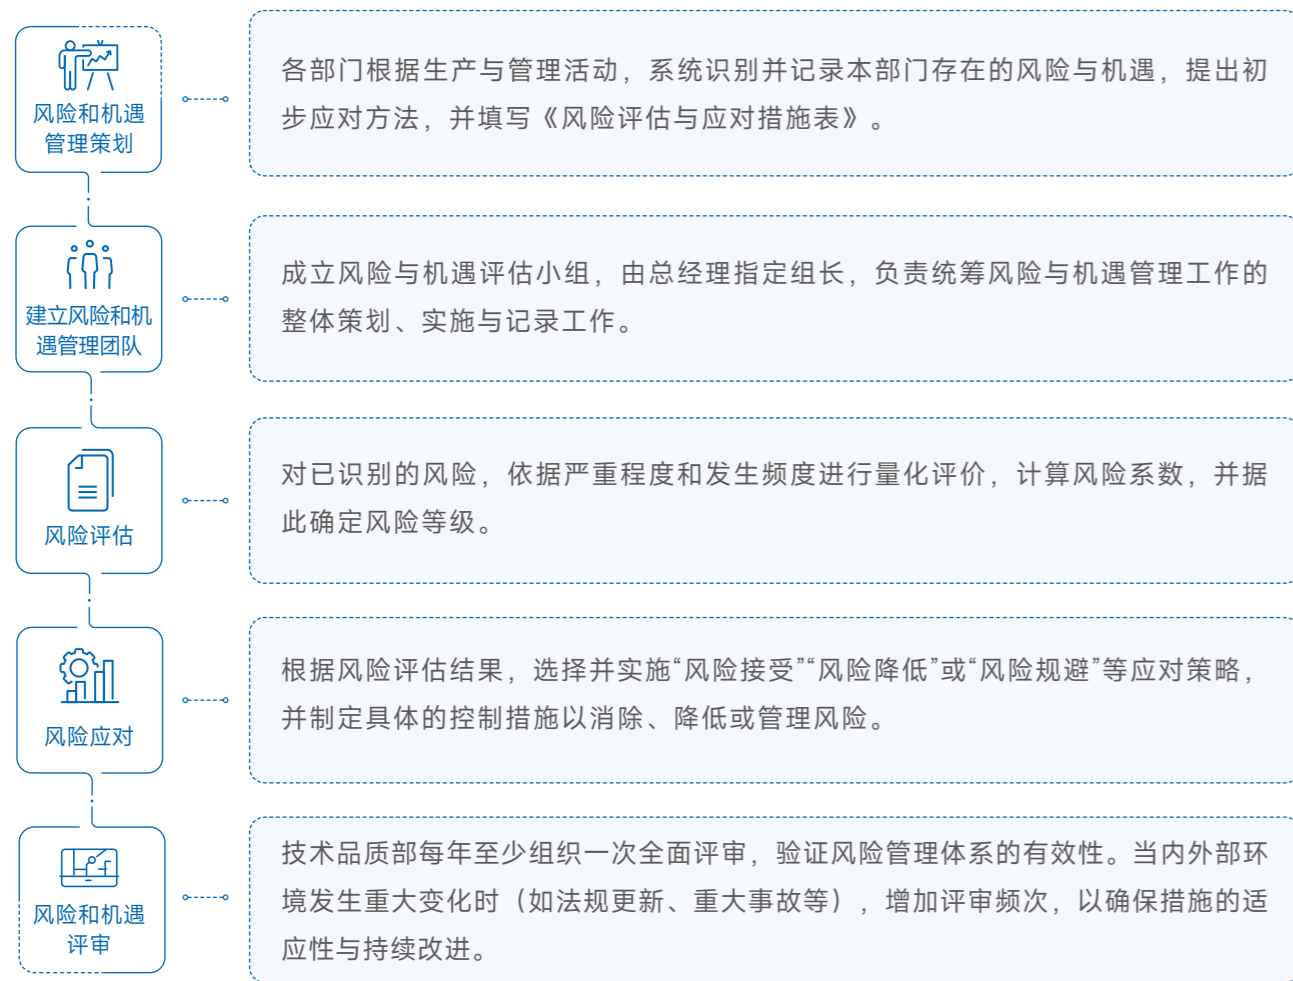 风险和机遇
管理策划
各部门根据生产与管理活动，系统识别并记录本部门存在的风险与机遇，提出初
步应对方法，并填写《风险评估与应对措施表》。
建立风险和机
遇管理团队
成立风险与机遇评估小组，由总经理指定组长，负责统筹风险与机遇管理工作的
整体策划、实施与记录工作。
风险评估
对已识别的风险，依据严重程度和发生频度进行量化评价，计算风险系数，并据
此确定风险等级。
风险应对
根据风险评估结果，选择并实施“风险接受”“风险降低”或“风险规避”等应对策略，
并制定具体的控制措施以消除、降低或管理风险。
风险和机遇
评审
技术品质部每年至少组织一次全面评审，验证风险管理体系的有效性。当内外部环
境发生重大变化时（如法规更新、重大事故等），增加评审频次，以确保措施的适
应性与持续改进。